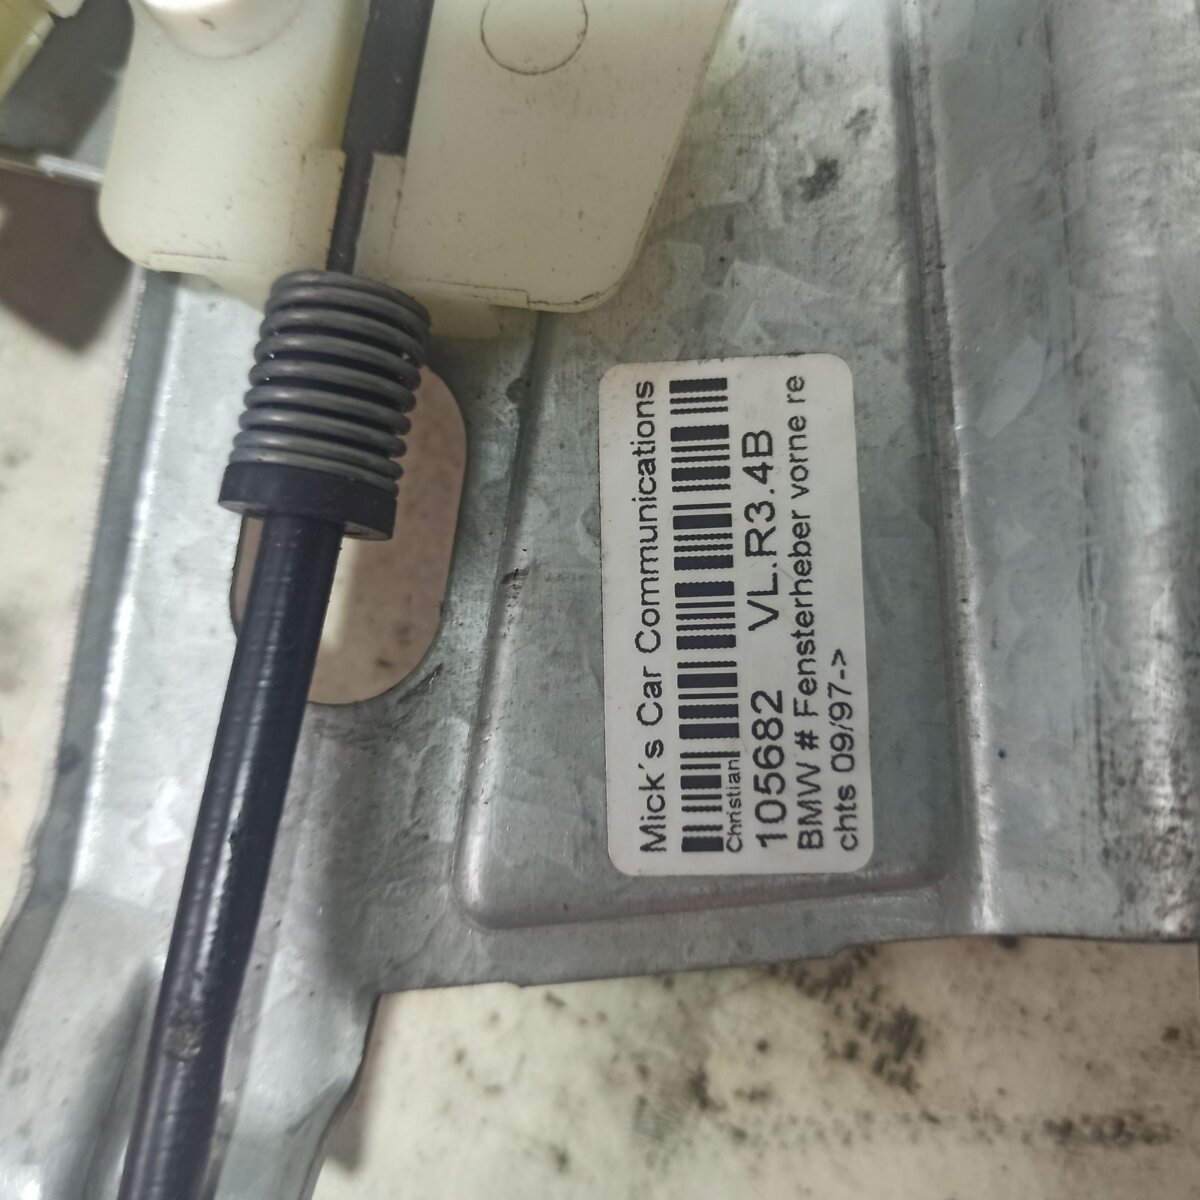 Mick´s Car Communications
Christian
105682 VL.R3.4B
BMW # Fensterheber vorne re
chts 09/97->